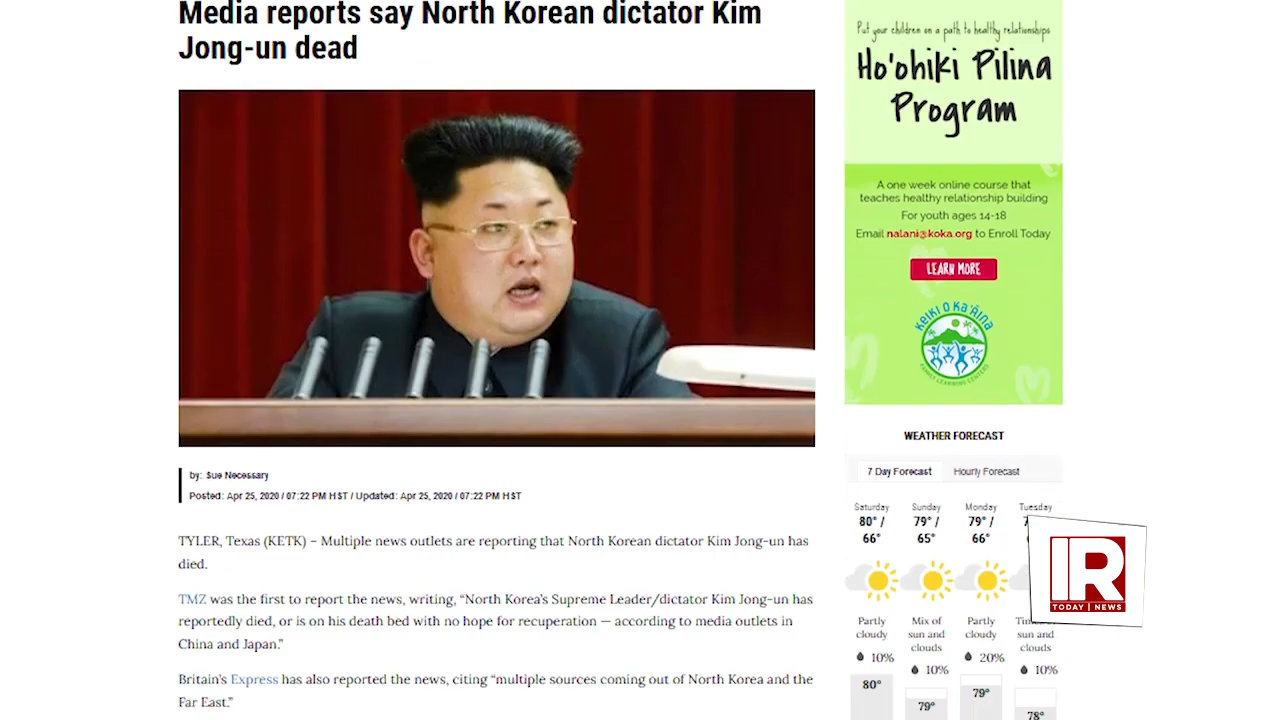 Media reports say North Korean dictator Kim
Jong-un dead
by: Sue Necessary
Posted: Apr 25, 2020 / 07:22 PM HST / Updated: Apr 25, 2020 / 07:22 PM HST
TYLER, Texas (KETK) – Multiple news outlets are reporting that North Korean dictator Kim Jong-un has
died.
TMZ was the first to report the news, writing, “North Korea’s Supreme Leader/dictator Kim Jong-un has
reportedly died, or is on his death bed with no hope for recuperation — according to media outlets in
China and Japan.”
Britain’s Express has also reported the news, citing “multiple sources coming out of North Korea and the
Far East.”
Put your children on a path to healthy relationships
Ho'ohiki Pilina
Program
A one week online course that
teaches healthy relationship building
For youth ages 14-18
Email nalani@koka.org to Enroll Today
LEARN MORE
KEIKI O KA 'ĀINA
FAMILY LEARNING CENTERS
WEATHER FORECAST
7 Day Forecast Hourly Forecast
Saturday Sunday Monday Tuesday
80° / 79° / 79° /
66° 65° 66°
Partly Mix of Partly
cloudy sun and cloudy sun and
clouds clouds
10% 10% 20% 10%
80° 79° 79° 78°
IR
TODAY | NEWS